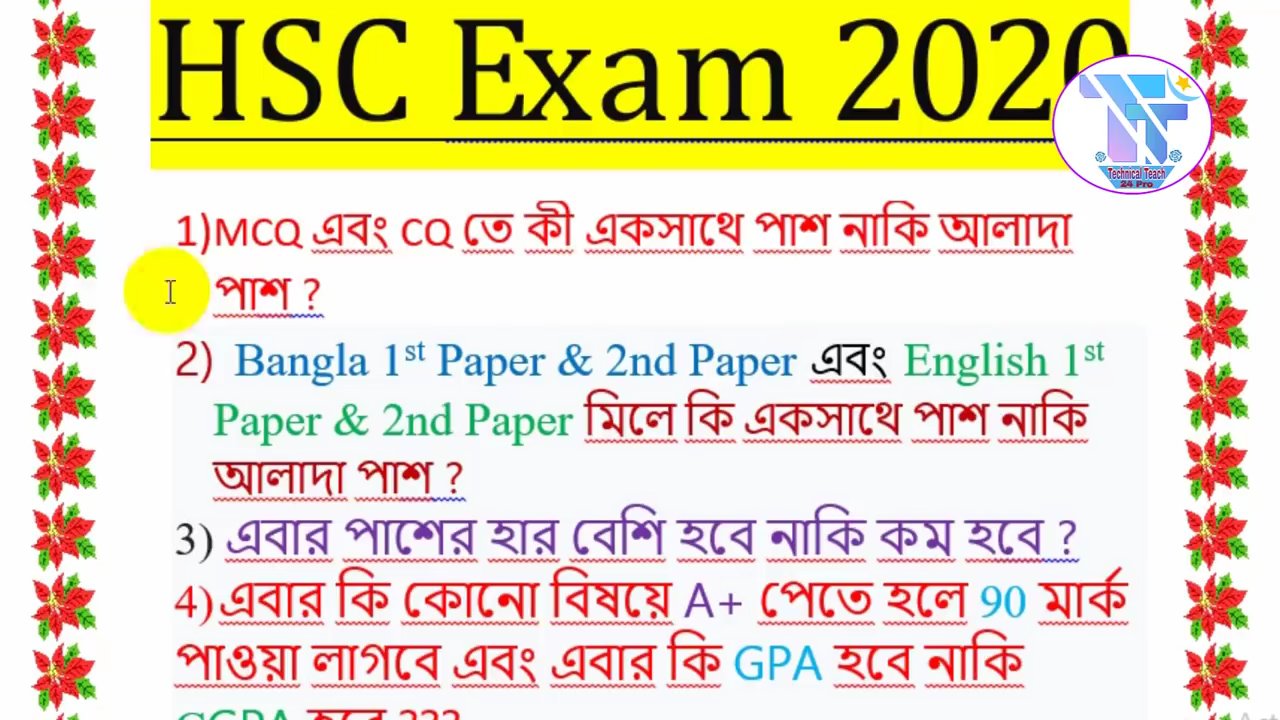 HSC Exam 2020
Technical Teach
24 Pro
1)MCQ এবং CQ তে কী একসাথে পাশ নাকি আলাদা
পাশ ?
2) Bangla 1st Paper & 2nd Paper এবং English 1st
Paper & 2nd Paper মিলে কি একসাথে পাশ নাকি
আলাদা পাশ ?
3) এবার পাশের হার বেশি হবে নাকি কম হবে ?
4)এবার কি কোনো বিষয়ে A+ পেতে হলে 90 মার্ক
পাওয়া লাগবে এবং এবার কি GPA হবে নাকি
CGPA হবে ???